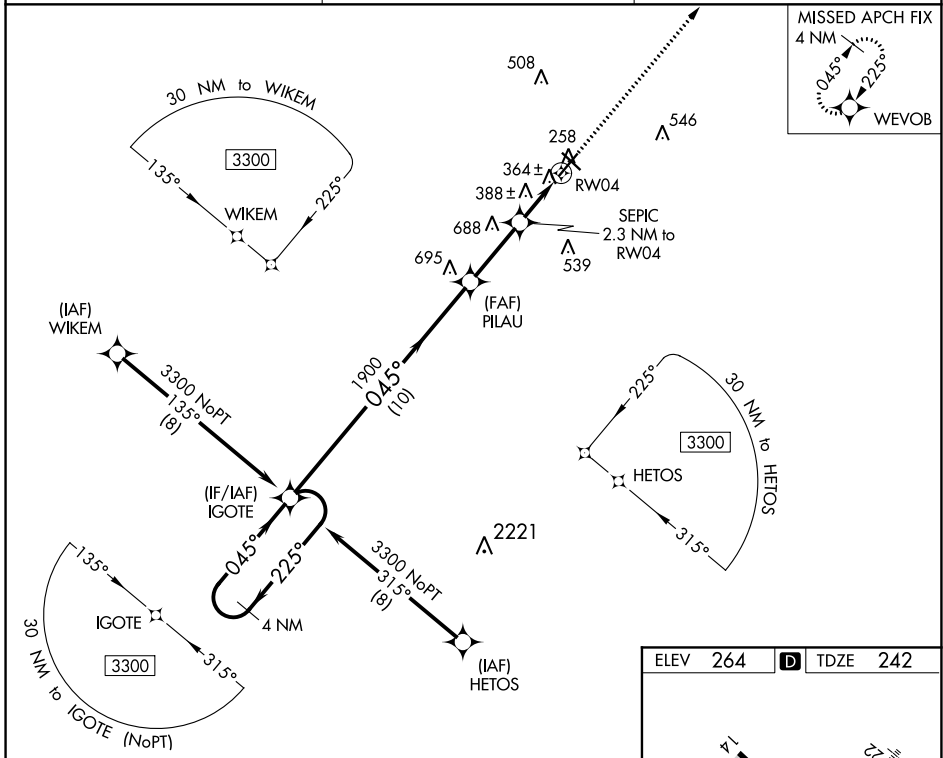 MISSED APCH FIX
4 NM
045°
225°
WEVOB
508
546
258
364±
RW04
388±
SEPIC
2.3 NM to
RW04
688
539
695
(FAF)
PILAU
30 NM to WIKEM
3300
135°
225°
WIKEM
(IAF)
WIKEM
3300 NoPT
135°
(8)
1900
045°
(10)
225°
30 NM to HETOS
3300
HETOS
315°
(IF/IAF)
IGOTE
045°
225°
4 NM
2221
3300 NoPT
315°
(8)
(IAF)
HETOS
135°
IGOTE
3300
315°
30 NM to IGOTE (NoPT)
ELEV 264 D TDZE 242
14
22